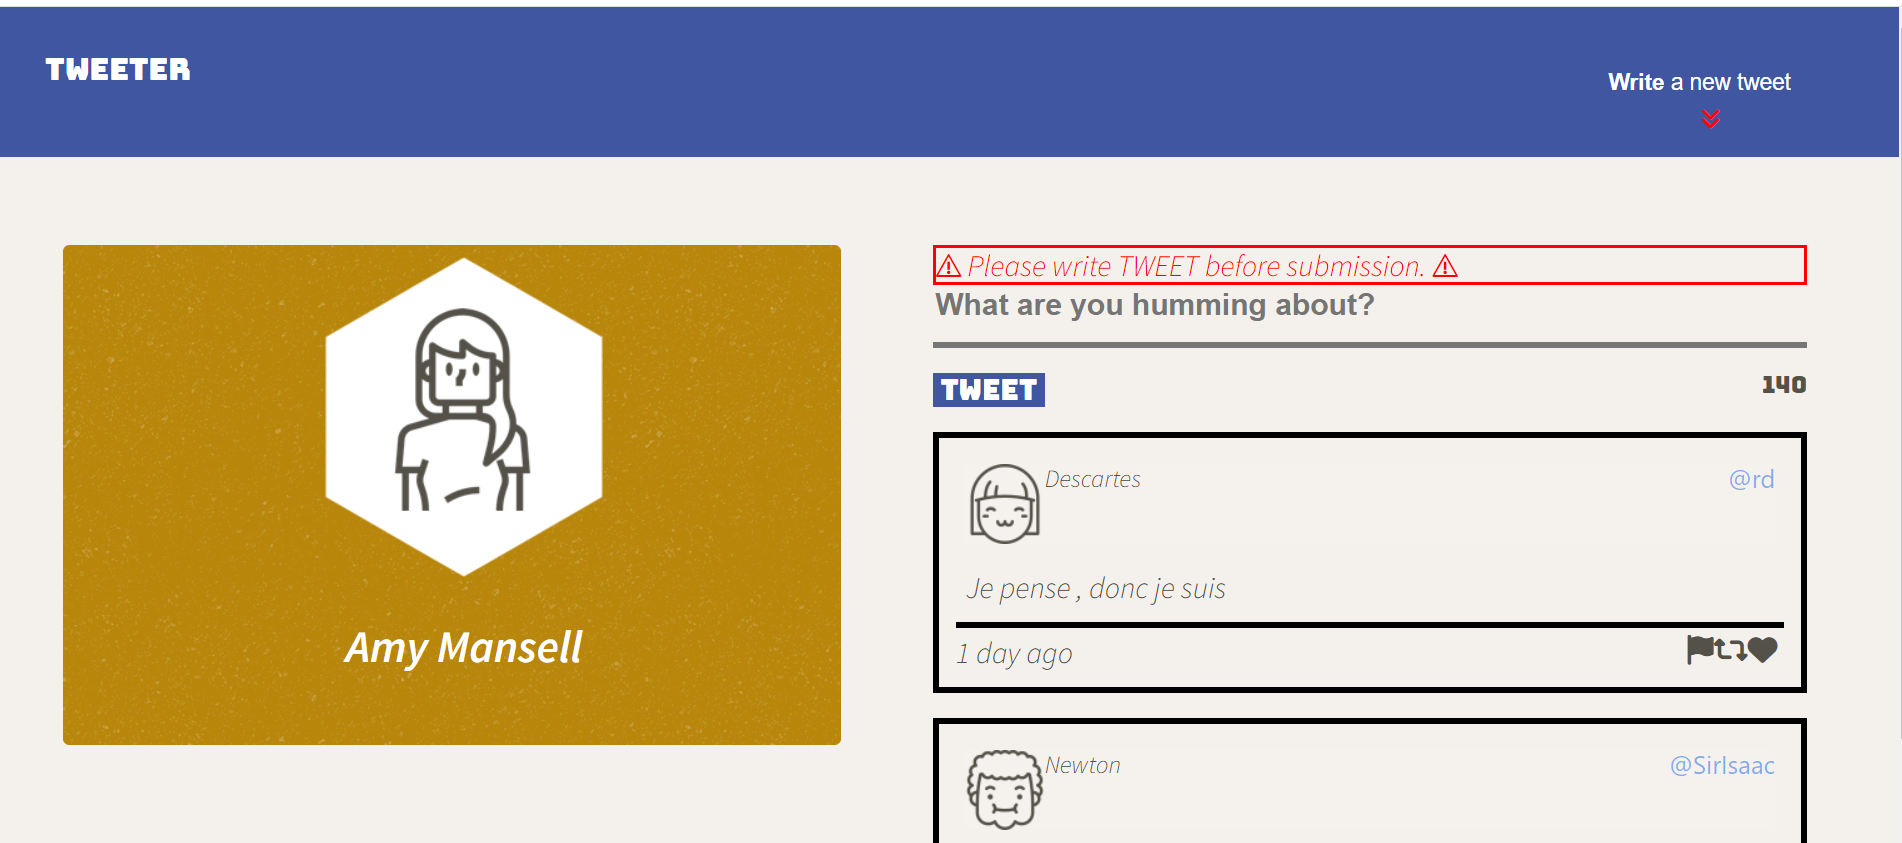 TWEETER
Write a new tweet
Amy Mansell
⚠ Please write TWEET before submission. ⚠
What are you humming about?
TWEET
140
Descartes
@rd
Je pense , donc je suis
1 day ago
Newton
@SirIsaac